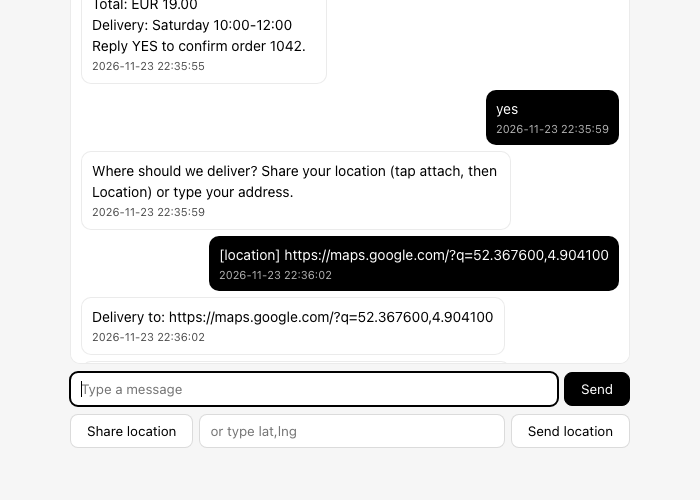 Total: EUR 19.00
Delivery: Saturday 10:00-12:00
Reply YES to confirm order 1042.
2026-11-23 22:35:55
yes
2026-11-23 22:35:59
Where should we deliver? Share your location (tap attach, then
Location) or type your address.
2026-11-23 22:35:59
[location] https://maps.google.com/?q=52.367600,4.904100
2026-11-23 22:36:02
Delivery to: https://maps.google.com/?q=52.367600,4.904100
2026-11-23 22:36:02
Type a message
Send
Share location
or type lat,lng
Send location